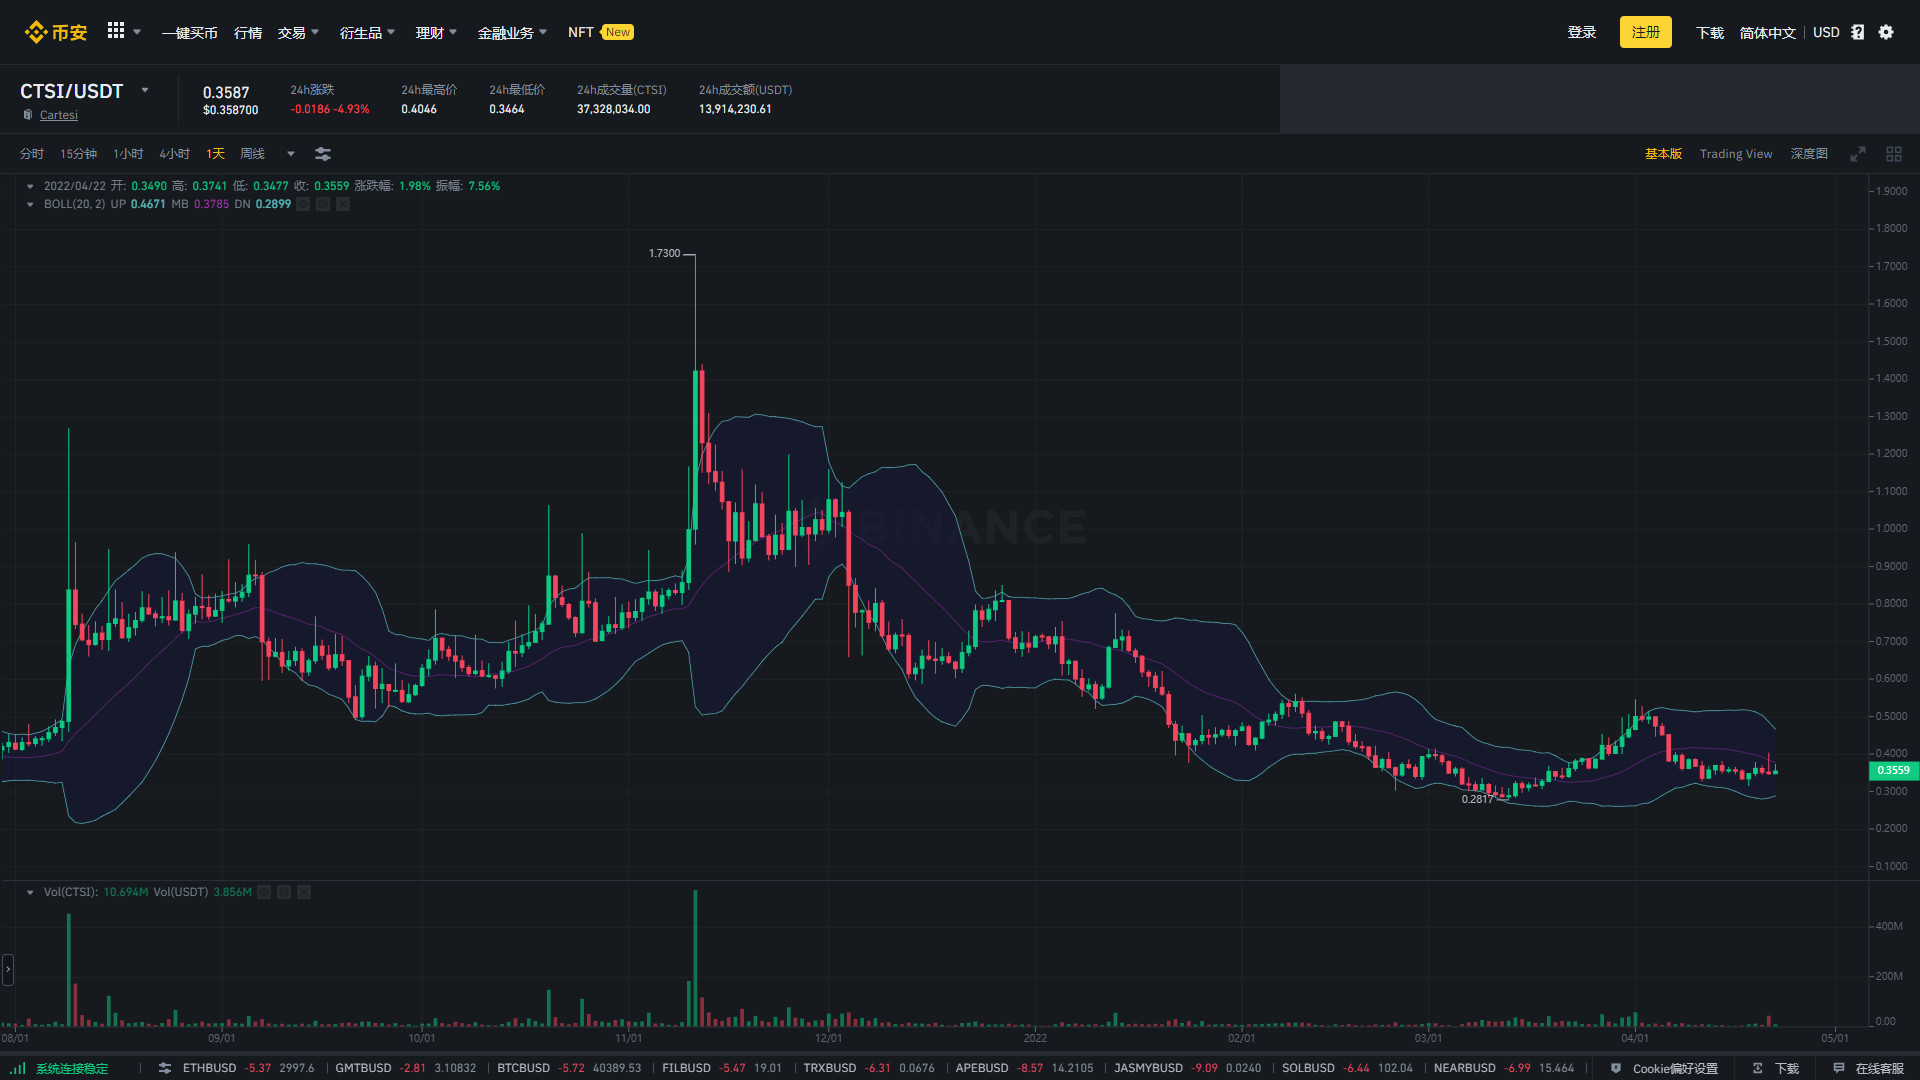 币安 一键买币 行情 交易 衍生品 理财 金融业务 NFT New 登录 注册 下载 简体中文 USD
CTSI/USDT
Cartesi
0.3587
$0.358700
24h涨跌
-0.0186 -4.93%
24h最高价
0.4046
24h最低价
0.3464
24h成交量(CTSI)
37,328,034.00
24h成交额(USDT)
13,914,230.61
分时 15分钟 1小时 4小时 1天 周线 基本版 Trading View 深度图
2022/04/22 开: 0.3490 高: 0.3741 低: 0.3477 收: 0.3559 涨跌幅: 1.98% 振幅: 7.56%
BOLL(20, 2) UP 0.4671 MB 0.3785 DN 0.2899
1.7300
0.2817
BINANCE
1.9000
1.8000
1.7000
1.6000
1.5000
1.4000
1.3000
1.2000
1.1000
1.0000
0.9000
0.8000
0.7000
0.6000
0.5000
0.4000
0.3559
0.3000
0.2000
0.1000
Vol(CTSI): 10.694M Vol(USDT) 3.856M
400M
200M
0.00
08/01 09/01 10/01 11/01 12/01 2022 02/01 03/01 04/01 05/01
系统连接稳定 ETHBUSD -5.37 2997.6 GMTBUSD -2.81 3.10832 BTCBUSD -5.72 40389.53 FILBUSD -5.47 19.01 TRXBUSD -6.31 0.0676 APEBUSD -8.57 14.2105 JASMYBUSD -9.09 0.0240 SOLBUSD -6.44 102.04 NEARBUSD -6.99 15.464 Cookie偏好设置 下载 在线客服